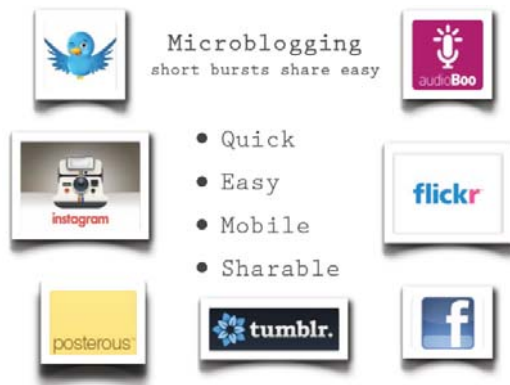 Microblogging
short bursts share easy
audioBoo
• Quick
• Easy
• Mobile
• Sharable
instagram
flickr
posterous
tumblr.
f